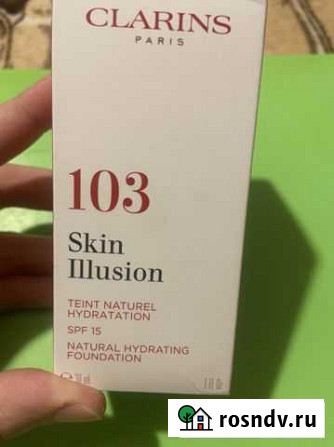 CLARINS
PARIS
103
Skin
Illusion
TEINT NATUREL
HYDRATATION
SPF 15
NATURAL HYDRATING
FOUNDATION
rosndv.ru